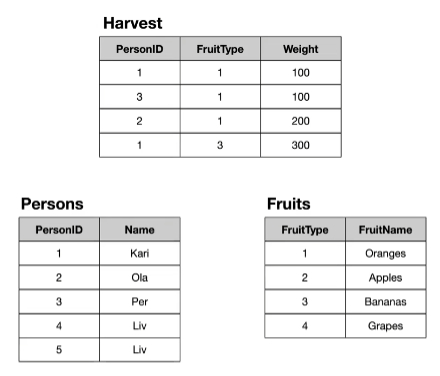 Harvest
PersonID FruitType Weight
1 1 100
3 1 100
2 1 200
1 3 300
Persons
PersonID Name
1 Kari
2 Ola
3 Per
4 Liv
5 Liv
Fruits
FruitType FruitName
1 Oranges
2 Apples
3 Bananas
4 Grapes